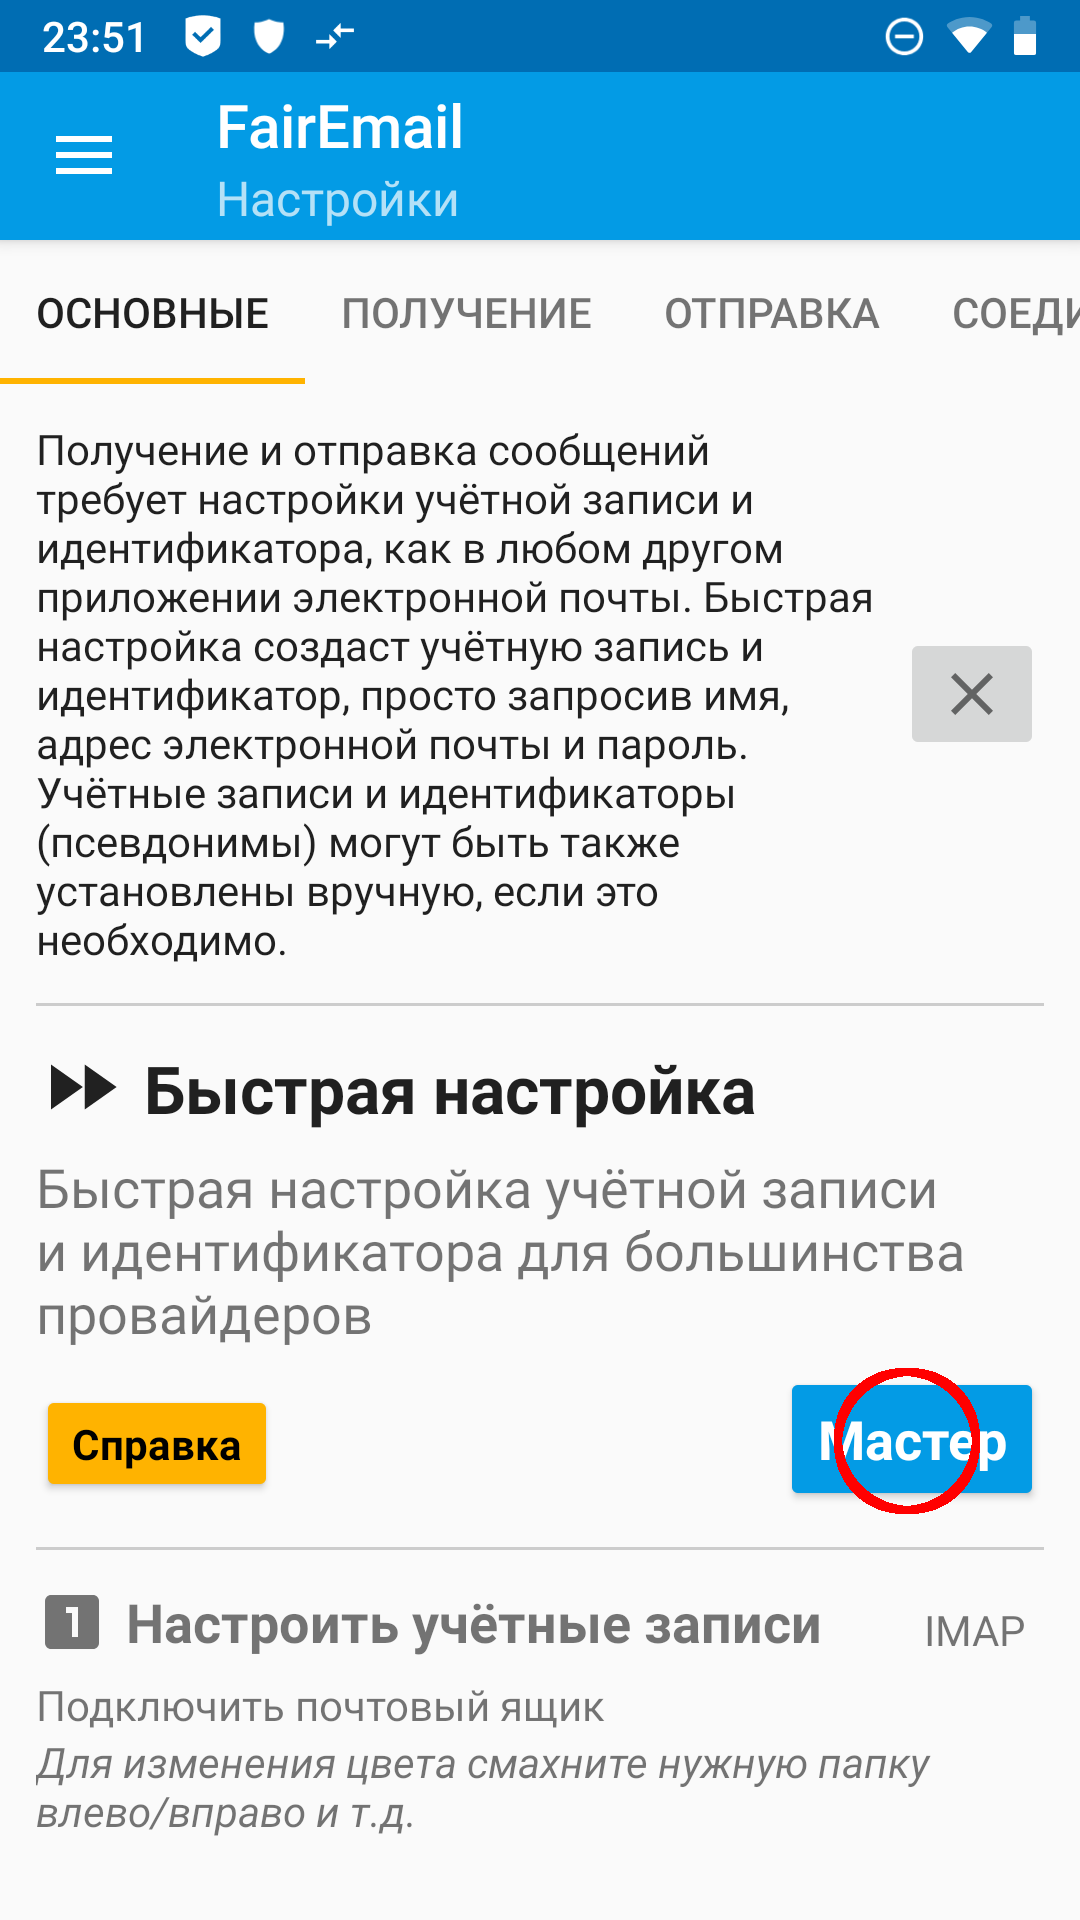 23:51
FairEmail
Настройки
ОСНОВНЫЕ ПОЛУЧЕНИЕ ОТПРАВКА СОЕДИ
Получение и отправка сообщений
требует настройки учётной записи и
идентификатора, как в любом другом
приложении электронной почты. Быстрая
настройка создаст учётную запись и
идентификатор, просто запросив имя,
адрес электронной почты и пароль.
Учётные записи и идентификаторы
(псевдонимы) могут быть также
установлены вручную, если это
необходимо.
Быстрая настройка
Быстрая настройка учётной записи
и идентификатора для большинства
провайдеров
Справка Мастер
1 Настроить учётные записи IMAP
Подключить почтовый ящик
Для изменения цвета смахните нужную папку
влево/вправо и т.д.